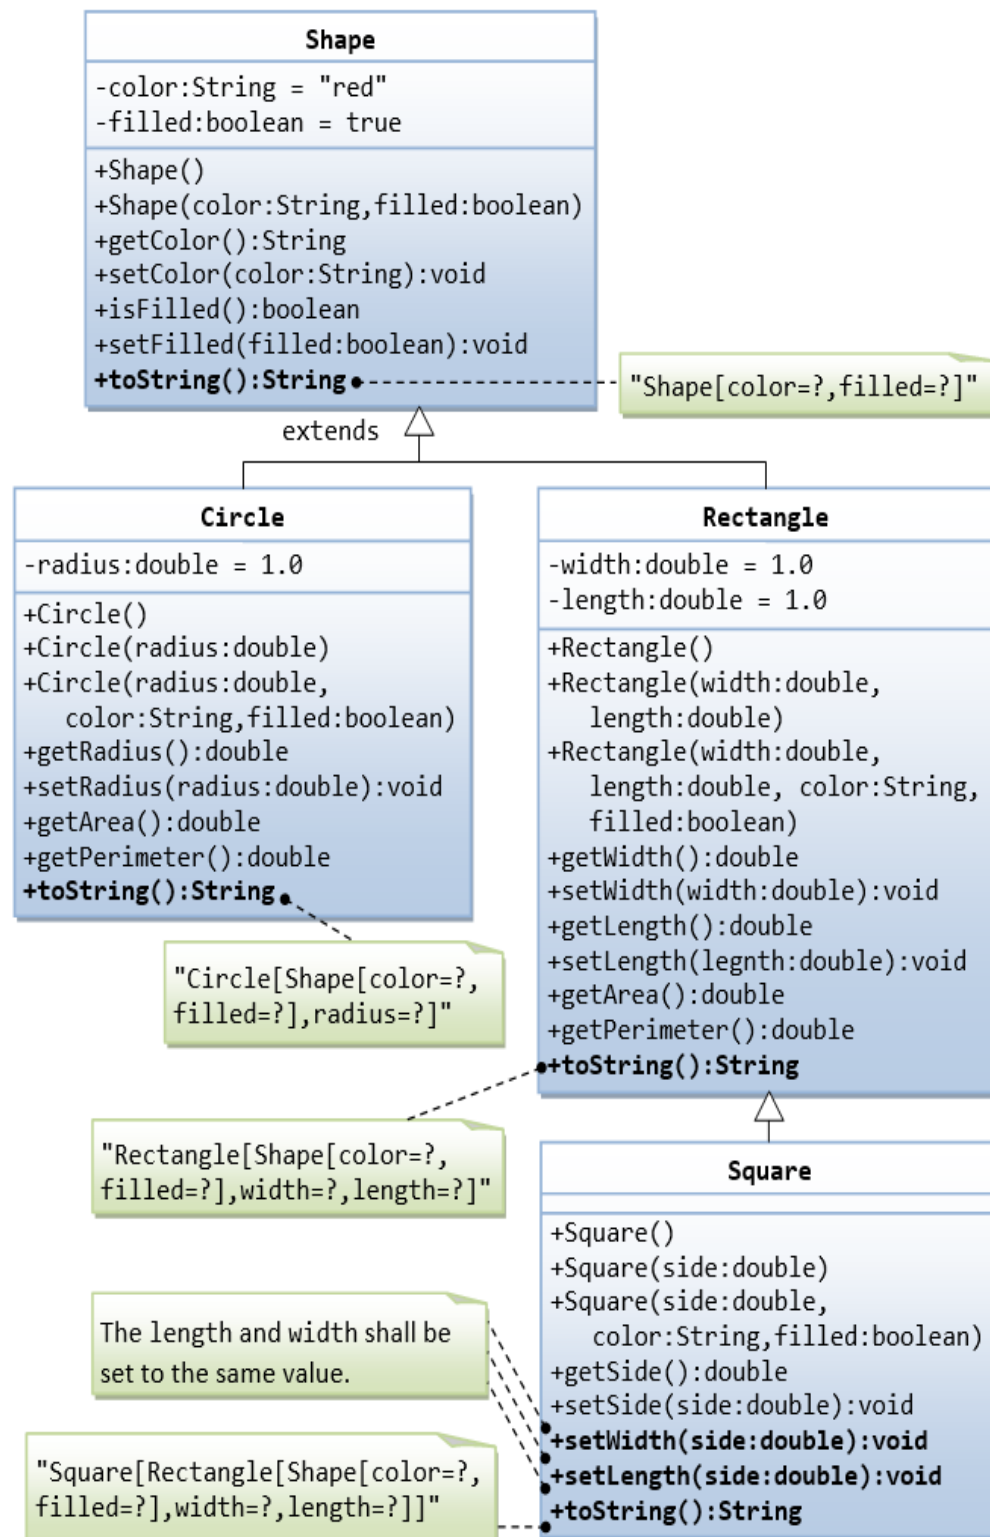 Shape
-color:String = "red"
-filled:boolean = true
+Shape()
+Shape(color:String,filled:boolean)
+getColor():String
+setColor(color:String):void
+isFilled():boolean
+setFilled(filled:boolean):void
+toString():String
"Shape[color=?,filled=?]"
extends
Circle
-radius:double = 1.0
+Circle()
+Circle(radius:double)
+Circle(radius:double,
color:String,filled:boolean)
+getRadius():double
+setRadius(radius:double):void
+getArea():double
+getPerimeter():double
+toString():String
"Circle[Shape[color=?,
filled=?],radius=?]"
Rectangle
-width:double = 1.0
-length:double = 1.0
+Rectangle()
+Rectangle(width:double,
length:double)
+Rectangle(width:double,
length:double, color:String,
filled:boolean)
+getWidth():double
+setWidth(width:double):void
+getLength():double
+setLength(legnth:double):void
+getArea():double
+getPerimeter():double
+toString():String
"Rectangle[Shape[color=?,
filled=?],width=?,length=?]"
Square
+Square()
+Square(side:double)
+Square(side:double,
color:String,filled:boolean)
+getSide():double
+setSide(side:double):void
+setWidth(side:double):void
+setLength(side:double):void
+toString():String
The length and width shall be
set to the same value.
"Square[Rectangle[Shape[color=?,
filled=?],width=?,length=?]]"